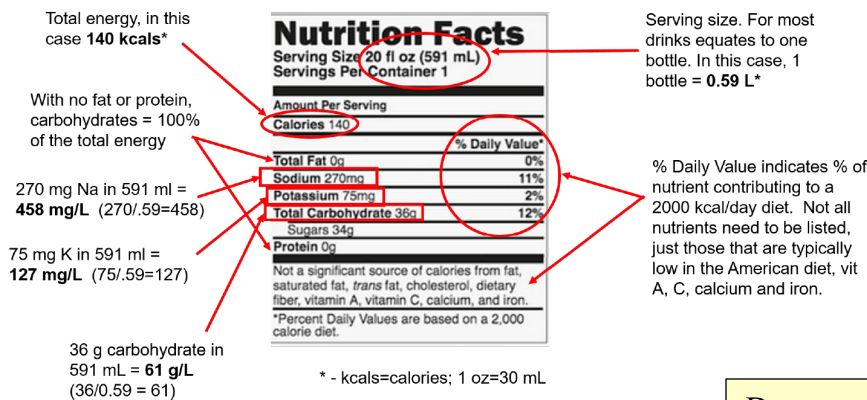 Total energy, in this
case 140 kcals*
With no fat or protein,
carbohydrates = 100%
of the total energy
270 mg Na in 591 ml =
458 mg/L (270/.59=458)
75 mg K in 591 ml =
127 mg/L (75/.59=127)
36 g carbohydrate in
591 mL = 61 g/L
(36/0.59 = 61)
Nutrition Facts
Serving Size 20 fl oz (591 mL)
Servings Per Container 1
Amount Per Serving
Calories 140
% Daily Value*
Total Fat 0g 0%
Sodium 270mg 11%
Potassium 75mg 2%
Total Carbohydrate 36g 12%
Sugars 34g
Protein 0g
Not a significant source of calories from fat,
saturated fat, trans fat, cholesterol, dietary
fiber, vitamin A, vitamin C, calcium, and iron.
*Percent Daily Values are based on a 2,000
calorie diet.
* - kcals=calories; 1 oz=30 mL
Serving size. For most
drinks equates to one
bottle. In this case, 1
bottle = 0.59 L*
% Daily Value indicates % of
nutrient contributing to a
2000 kcal/day diet. Not all
nutrients need to be listed,
just those that are typically
low in the American diet, vit
A, C, calcium and iron.